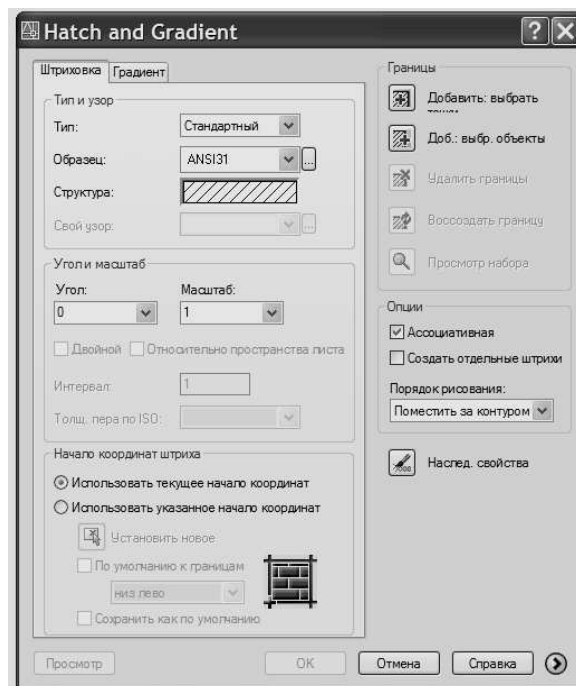 Hatch and Gradient
Штриховка Градиент
Тип и узор
Тип: Стандартный
Образец: ANSI31 ...
Структура:
Свой узор: ...
Угол и масштаб
Угол: Масштаб:
0 1
Двойной Относительно пространства листа
Интервал: 1
Толщ. пера по ISO:
Начало координат штриха
Использовать текущее начало координат
Использовать указанное начало координат
Установить новое
По умолчанию к границам
низ лево
Сохранить как по умолчанию
Границы
Добавить: выбрать
Доб.: выбр. объекты
Удалить границы
Воссоздать границу
Просмотр набора
Опции
Ассоциативная
Создать отдельные штрихи
Порядок рисования:
Поместить за контуром
Наслед. свойства
Просмотр OK Отмена Справка